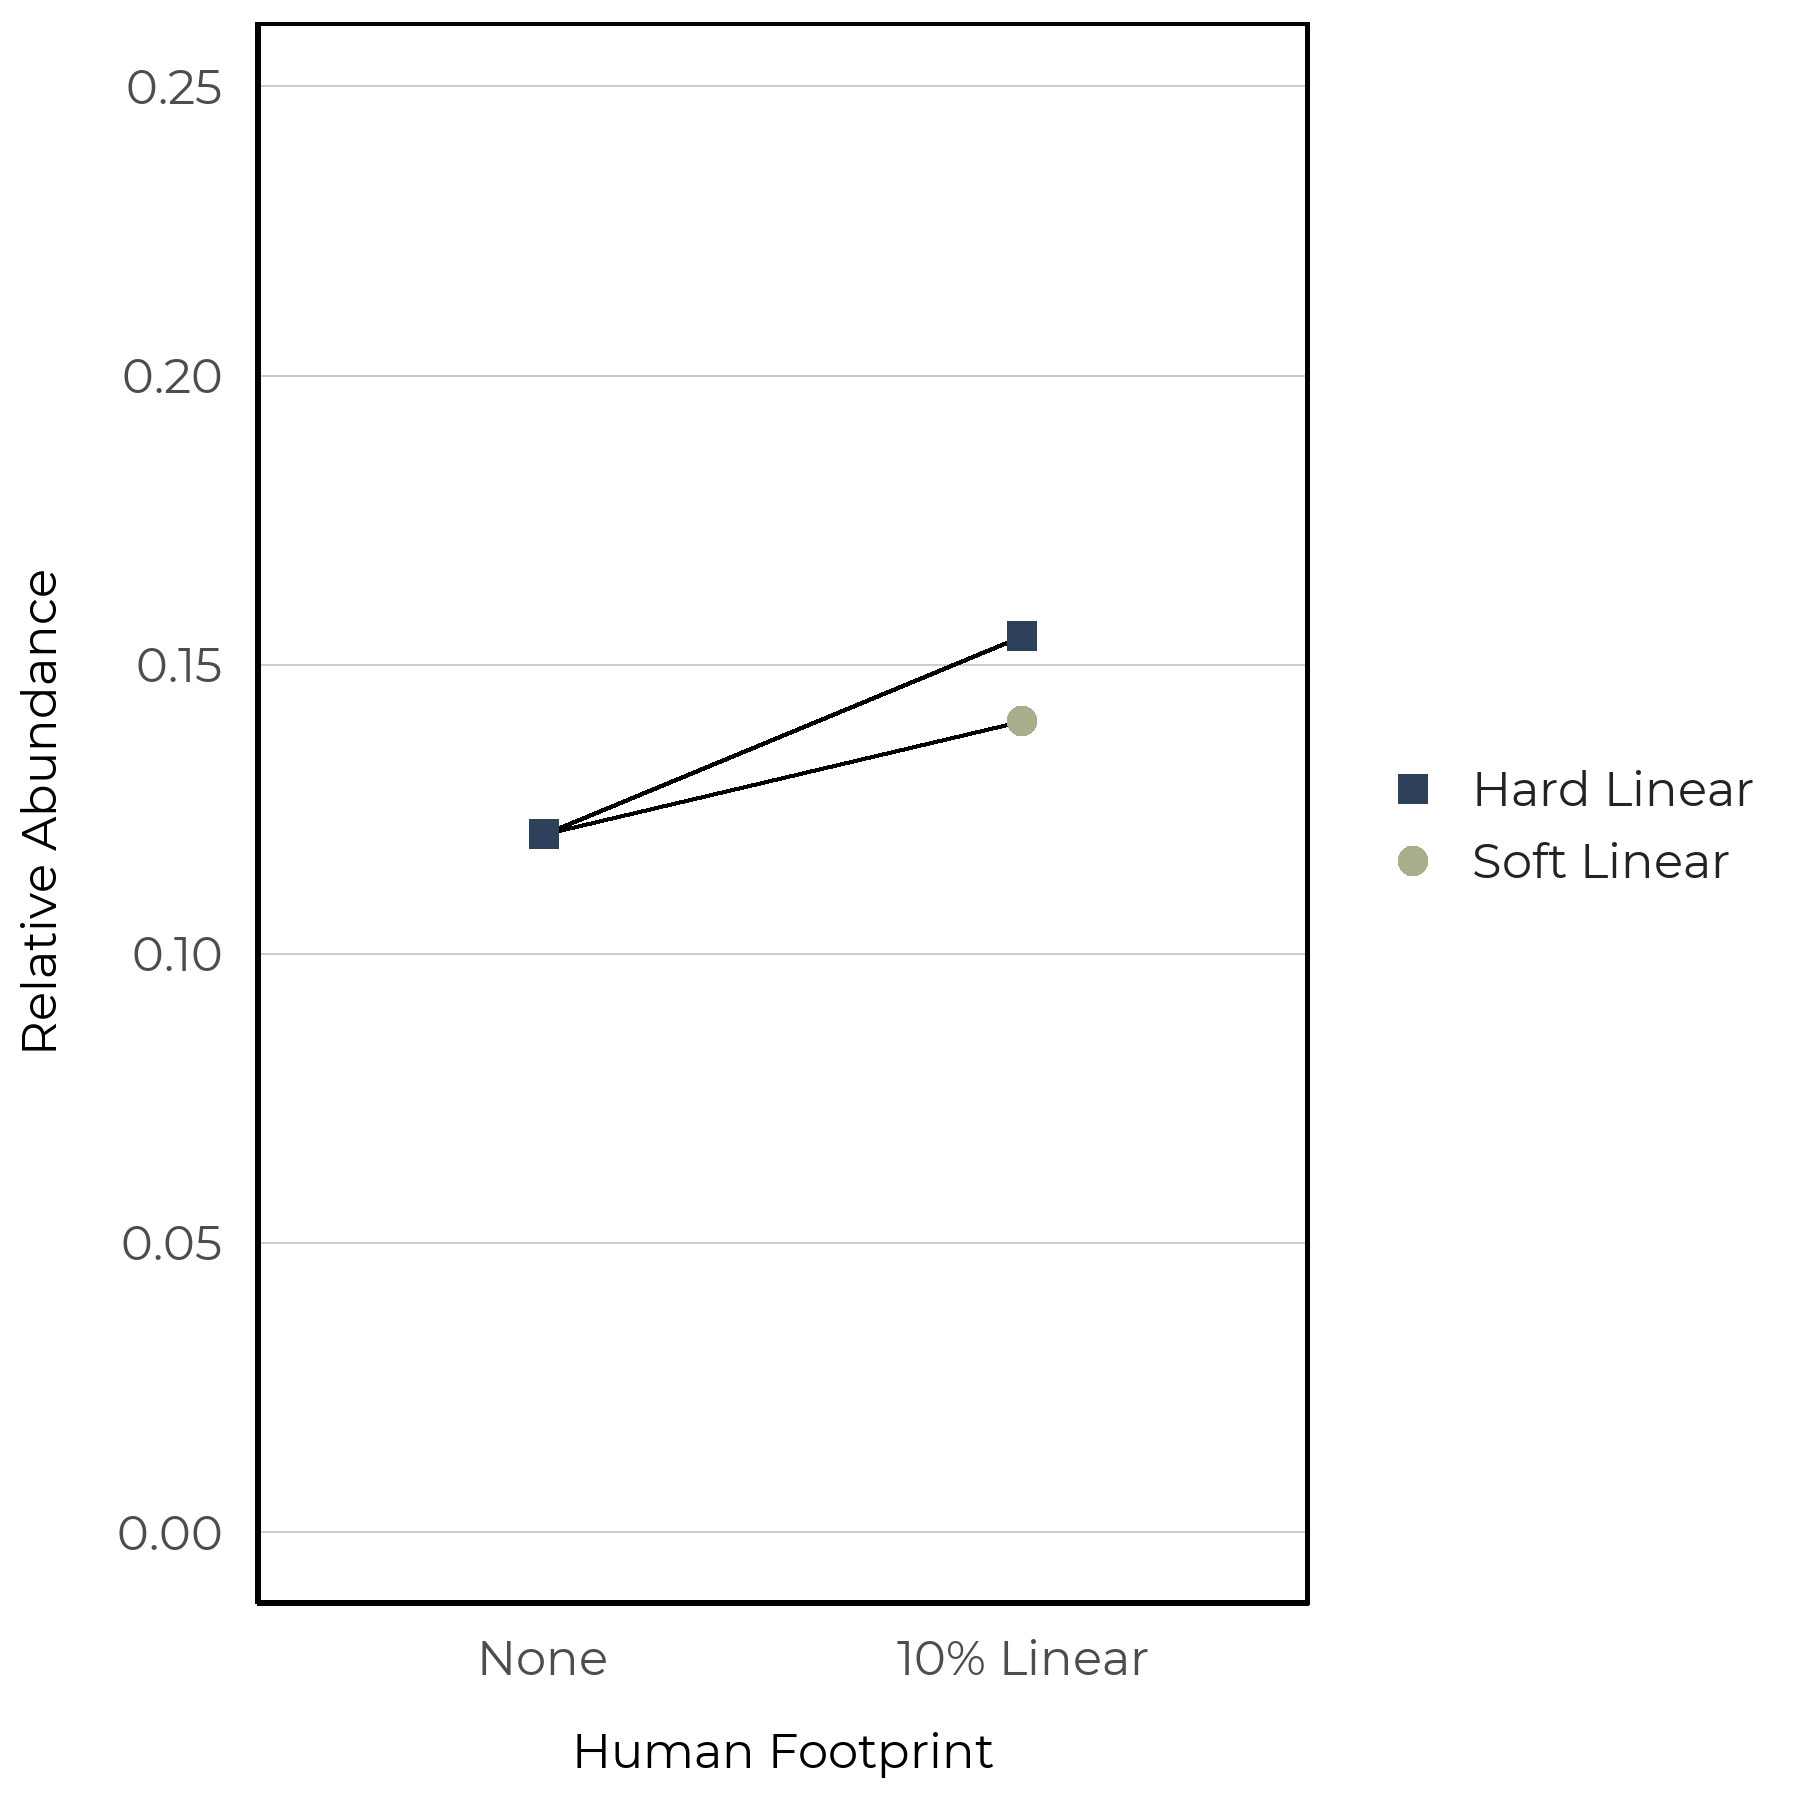 0.25
0.20
0.15
0.10
0.05
0.00
Relative Abundance
None
10% Linear
Human Footprint
Hard Linear
Soft Linear